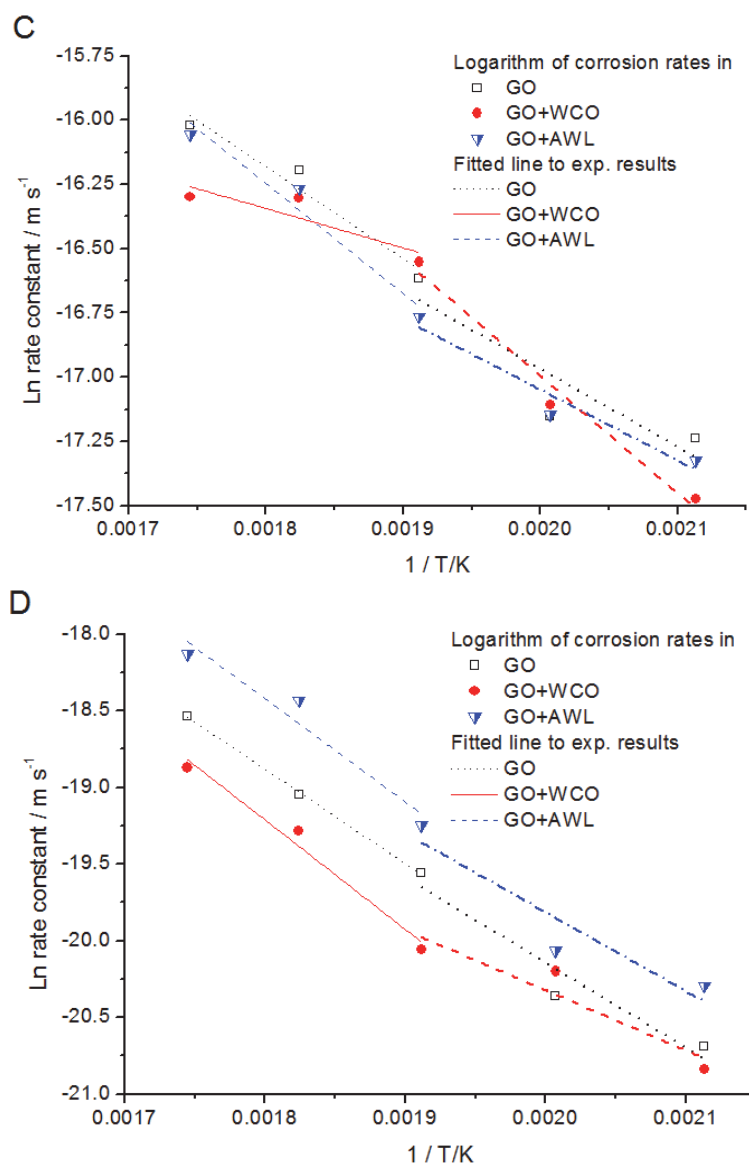 C
Ln rate constant / m s⁻¹
-15.75
-16.00
-16.25
-16.50
-16.75
-17.00
-17.25
-17.50
0.0017
0.0018
0.0019
0.0020
0.0021
1 / T/K
Logarithm of corrosion rates in
GO
GO+WCO
GO+AWL
Fitted line to exp. results
GO
GO+WCO
GO+AWL
D
Ln rate constant / m s⁻¹
-18.0
-18.5
-19.0
-19.5
-20.0
-20.5
-21.0
0.0017
0.0018
0.0019
0.0020
0.0021
1 / T/K
Logarithm of corrosion rates in
GO
GO+WCO
GO+AWL
Fitted line to exp. results
GO
GO+WCO
GO+AWL